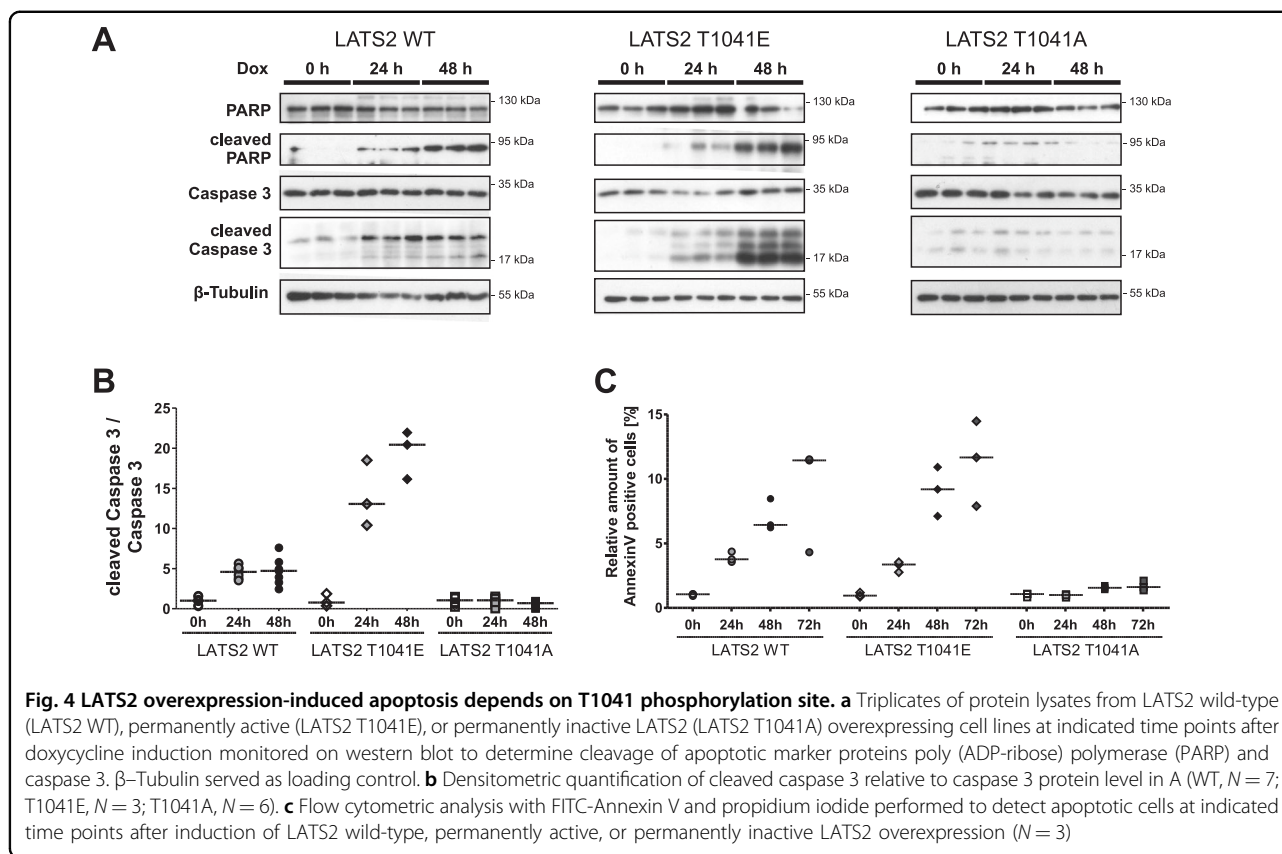 A
LATS2 WT LATS2 T1041E LATS2 T1041A
Dox 0 h 24 h 48 h 0 h 24 h 48 h 0 h 24 h 48 h
PARP - 130 kDa - 130 kDa - 130 kDa
cleaved
PARP - 95 kDa - 95 kDa - 95 kDa
Caspase 3 - 35 kDa - 35 kDa - 35 kDa
cleaved
Caspase 3 - 17 kDa - 17 kDa - 17 kDa
β-Tubulin - 55 kDa - 55 kDa - 55 kDa
B
cleaved Caspase 3 /
Caspase 3
25
20
15
10
5
0
0h 24h 48h 0h 24h 48h 0h 24h 48h
LATS2 WT LATS2 T1041E LATS2 T1041A
C
Relative amount of
AnnexinV positive cells [%]
15
10
5
0
0h 24h 48h 72h 0h 24h 48h 72h 0h 24h 48h 72h
LATS2 WT LATS2 T1041E LATS2 T1041A
Fig. 4 LATS2 overexpression-induced apoptosis depends on T1041 phosphorylation site. a Triplicates of protein lysates from LATS2 wild-type
(LATS2 WT), permanently active (LATS2 T1041E), or permanently inactive LATS2 (LATS2 T1041A) overexpressing cell lines at indicated time points after
doxycycline induction monitored on western blot to determine cleavage of apoptotic marker proteins poly (ADP-ribose) polymerase (PARP) and
caspase 3. β–Tubulin served as loading control. b Densitometric quantification of cleaved caspase 3 relative to caspase 3 protein level in A (WT, N = 7;
T1041E, N = 3; T1041A, N = 6). c Flow cytometric analysis with FITC-Annexin V and propidium iodide performed to detect apoptotic cells at indicated
time points after induction of LATS2 wild-type, permanently active, or permanently inactive LATS2 overexpression (N = 3)